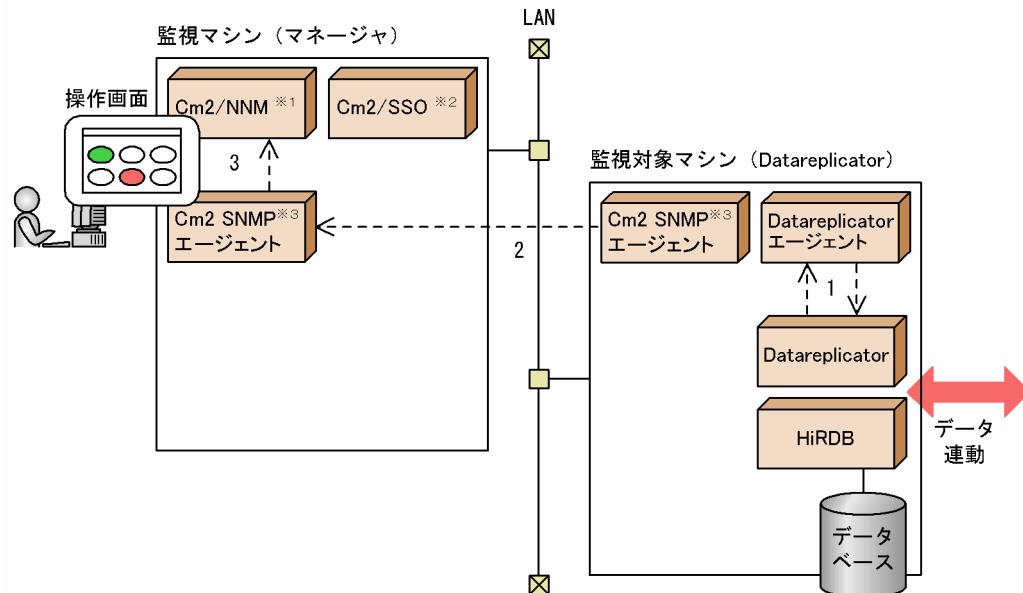 LAN
監視マシン（マネージャ）
操作画面
Cm2/NNM ※1
Cm2/SSO ※2
3
Cm2 SNMP※3
エージェント
2
監視対象マシン（Datareplicator）
Cm2 SNMP※3
エージェント
Datareplicator
エージェント
1
Datareplicator
HiRDB
データ
連動
データ
ベース